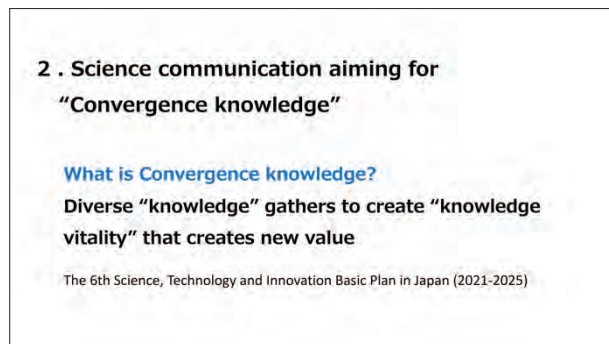 2 . Science communication aiming for
“Convergence knowledge”
What is Convergence knowledge?
Diverse “knowledge” gathers to create “knowledge
vitality” that creates new value
The 6th Science, Technology and Innovation Basic Plan in Japan (2021-2025)